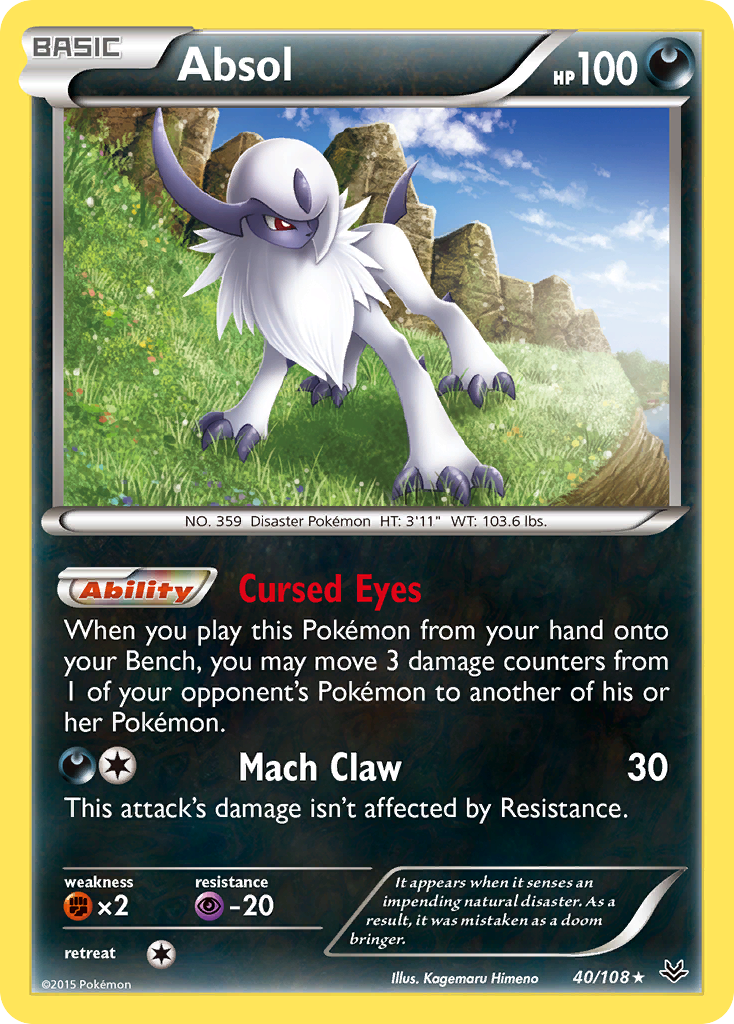 BASIC
Absol
HP100
NO. 359 Disaster Pokémon HT: 3'11" WT: 103.6 lbs.
Ability Cursed Eyes
When you play this Pokémon from your hand onto
your Bench, you may move 3 damage counters from
1 of your opponent's Pokémon to another of his or
her Pokémon.
Mach Claw 30
This attack's damage isn't affected by Resistance.
weakness resistance
×2 -20
retreat
It appears when it senses an
impending natural disaster. As a
result, it was mistaken as a doom
bringer.
©2015 Pokémon
Illus. Kagemaru Himeno
40/108★